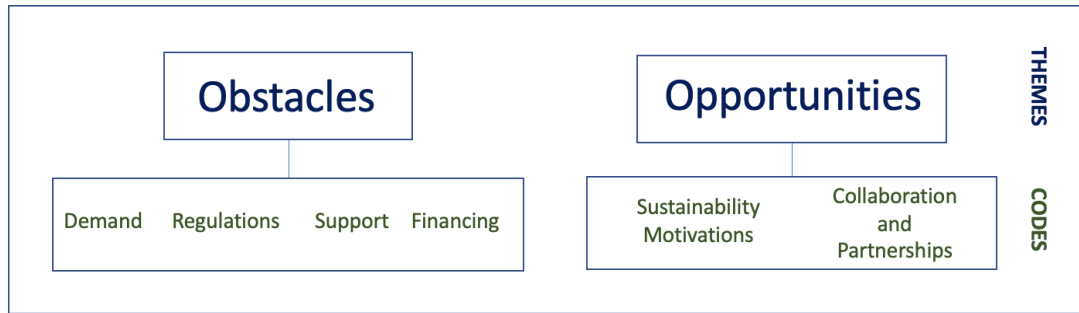 Obstacles
Opportunities
THEMES
Demand Regulations Support Financing
Sustainability
Motivations
Collaboration
and
Partnerships
CODES